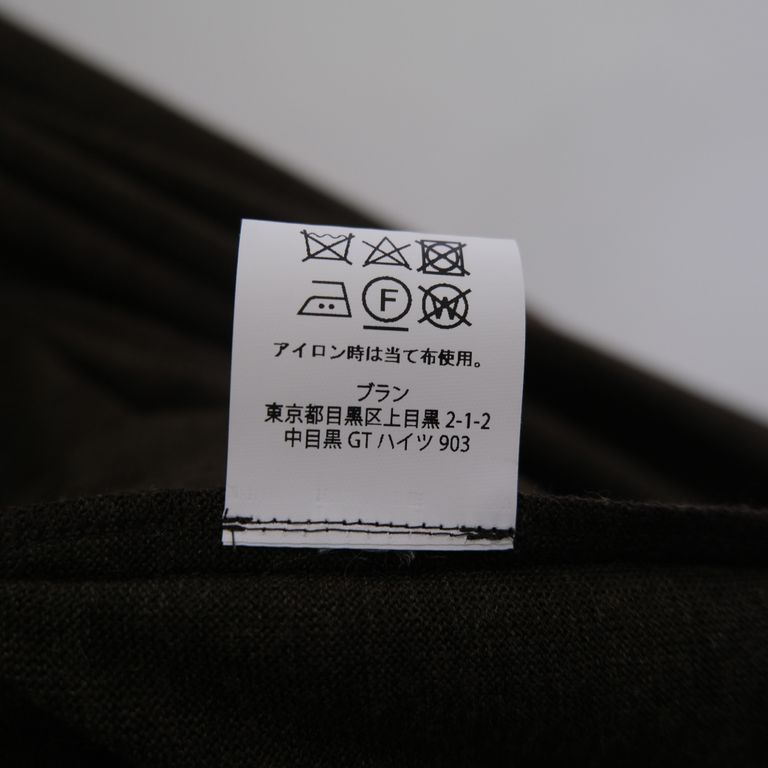 F W
アイロン時は当て布使用。
ブラン
東京都目黒区上目黒 2-1-2
中目黒 GT ハイツ 903